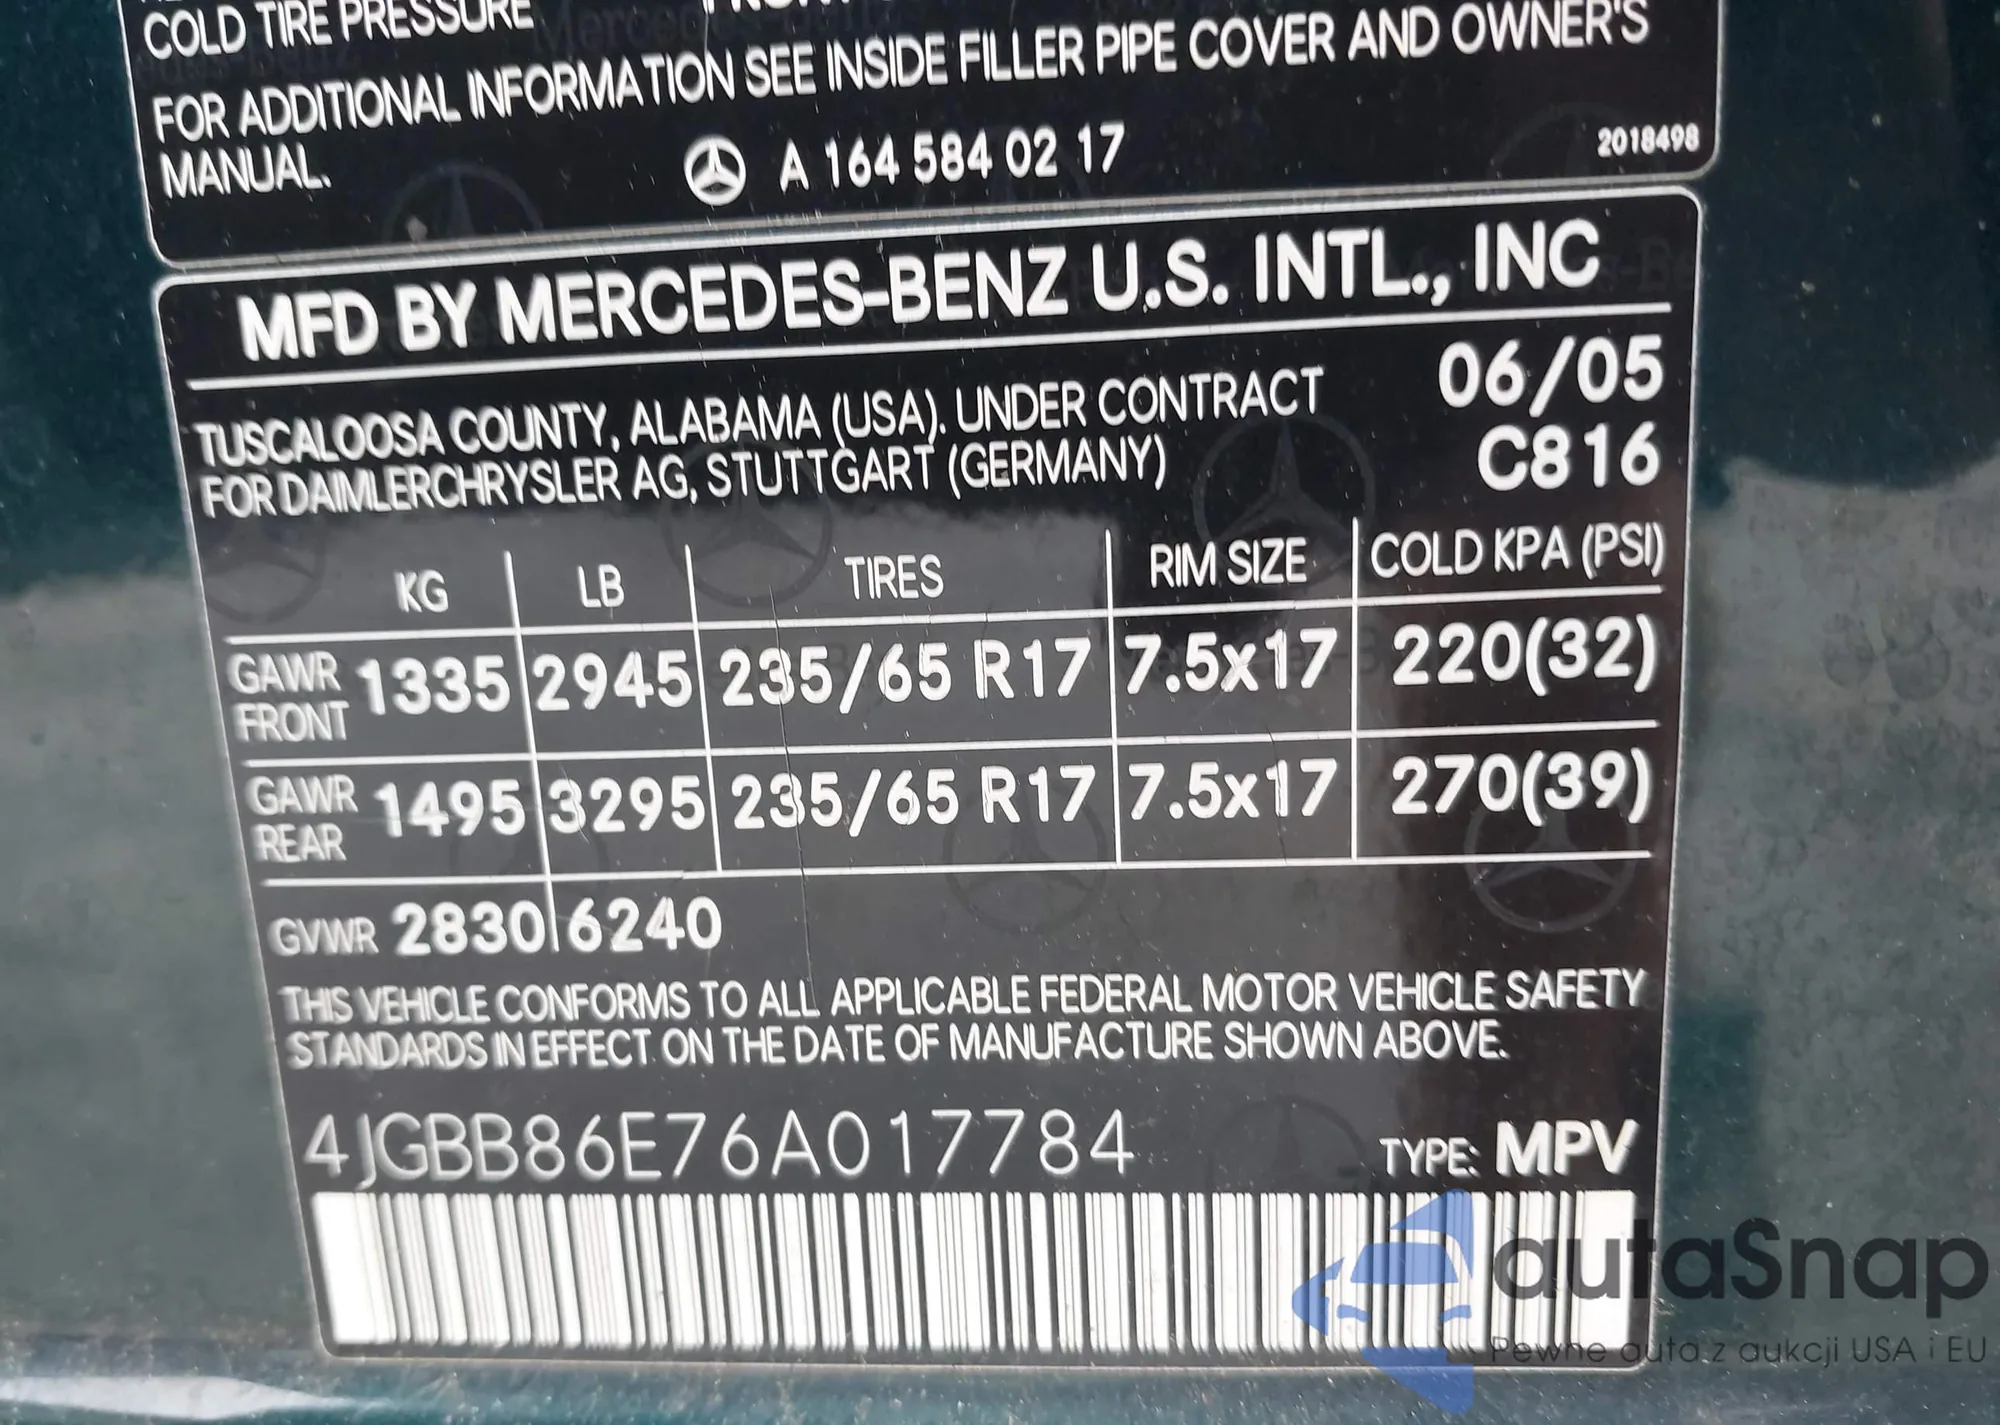 COLD TIRE PRESSURE
FOR ADDITIONAL INFORMATION SEE INSIDE FILLER PIPE COVER AND OWNER'S
MANUAL.
A 164 584 02 17
2018498
MFD BY MERCEDES-BENZ U.S. INTL., INC
TUSCALOOSA COUNTY, ALABAMA (USA). UNDER CONTRACT
FOR DAIMLERCHRYSLER AG, STUTTGART (GERMANY)
06/05
C816
KG LB TIRES RIM SIZE COLD KPA (PSI)
GAWR FRONT 1335 2945 235/65 R17 7.5x17 220(32)
GAWR REAR 1495 3295 235/65 R17 7.5x17 270(39)
GVWR 2830 6240
THIS VEHICLE CONFORMS TO ALL APPLICABLE FEDERAL MOTOR VEHICLE SAFETY
STANDARDS IN EFFECT ON THE DATE OF MANUFACTURE SHOWN ABOVE.
4JGBB86E76A017784 TYPE: MPV
autaSnap
Pewne auta z aukcji USA i EU